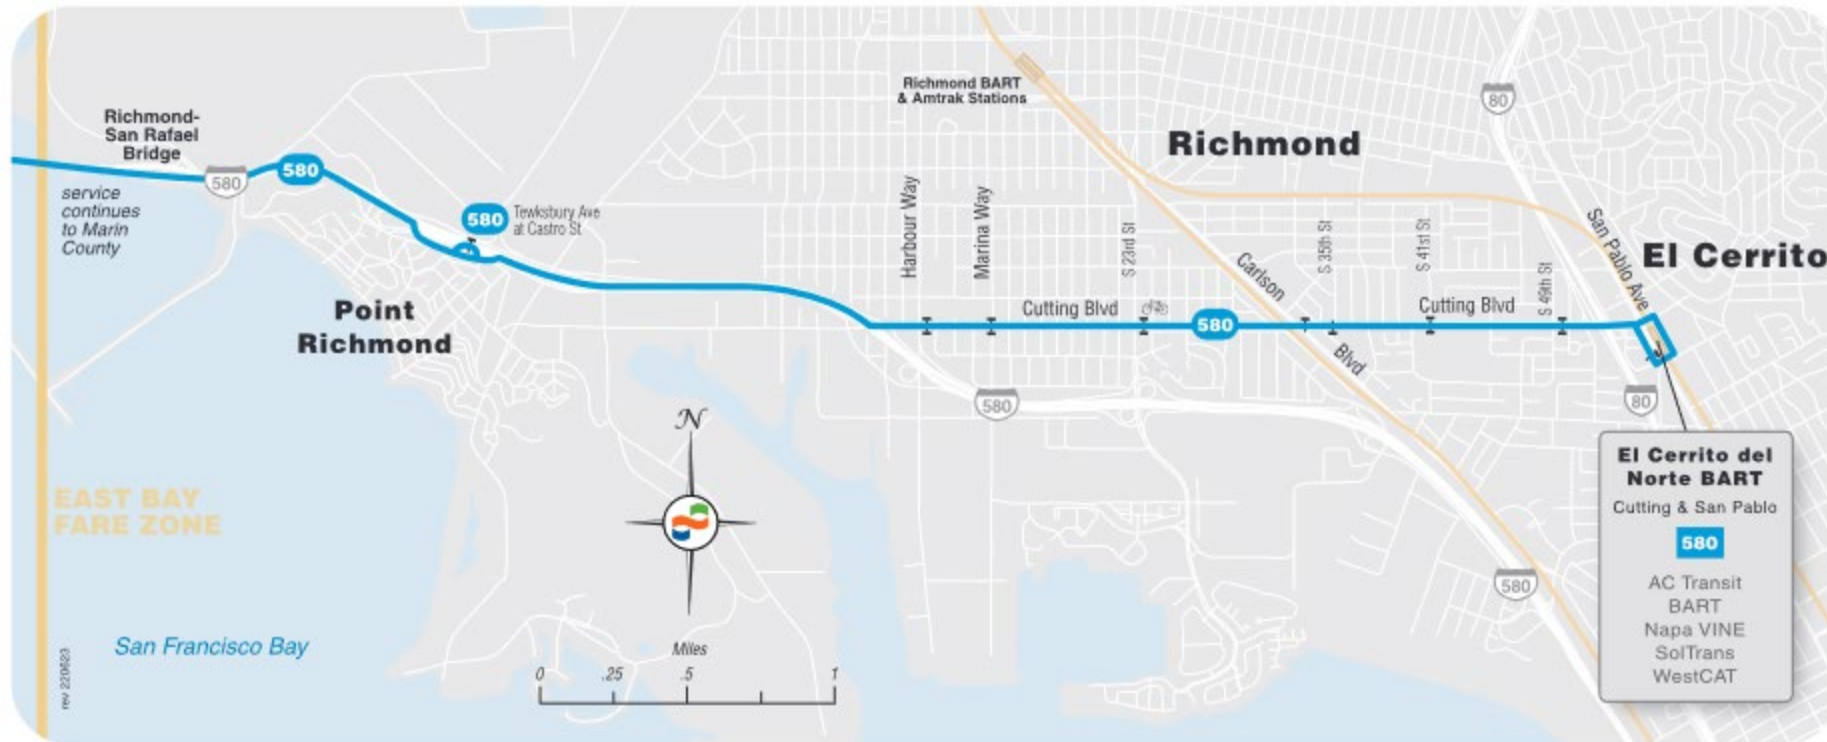 Richmond BART
& Amtrak Stations
80
Richmond-
San Rafael
Bridge
Richmond
580
580
service
continues
to Marin
County
580
Tewksbury Ave
at Castro St
Harbour Way
Marina Way
S 23rd St
Carlson
Blvd
S 35th St
S 41st St
S 49th St
San Pablo Ave
El Cerrito
Point
Richmond
Cutting Blvd
580
Cutting Blvd
580
80
N
El Cerrito del
Norte BART
Cutting & San Pablo
580
AC Transit
BART
Napa VINE
SolTrans
WestCAT
EAST BAY
FARE ZONE
580
San Francisco Bay
Miles
0 .25 .5 1
rev 220623